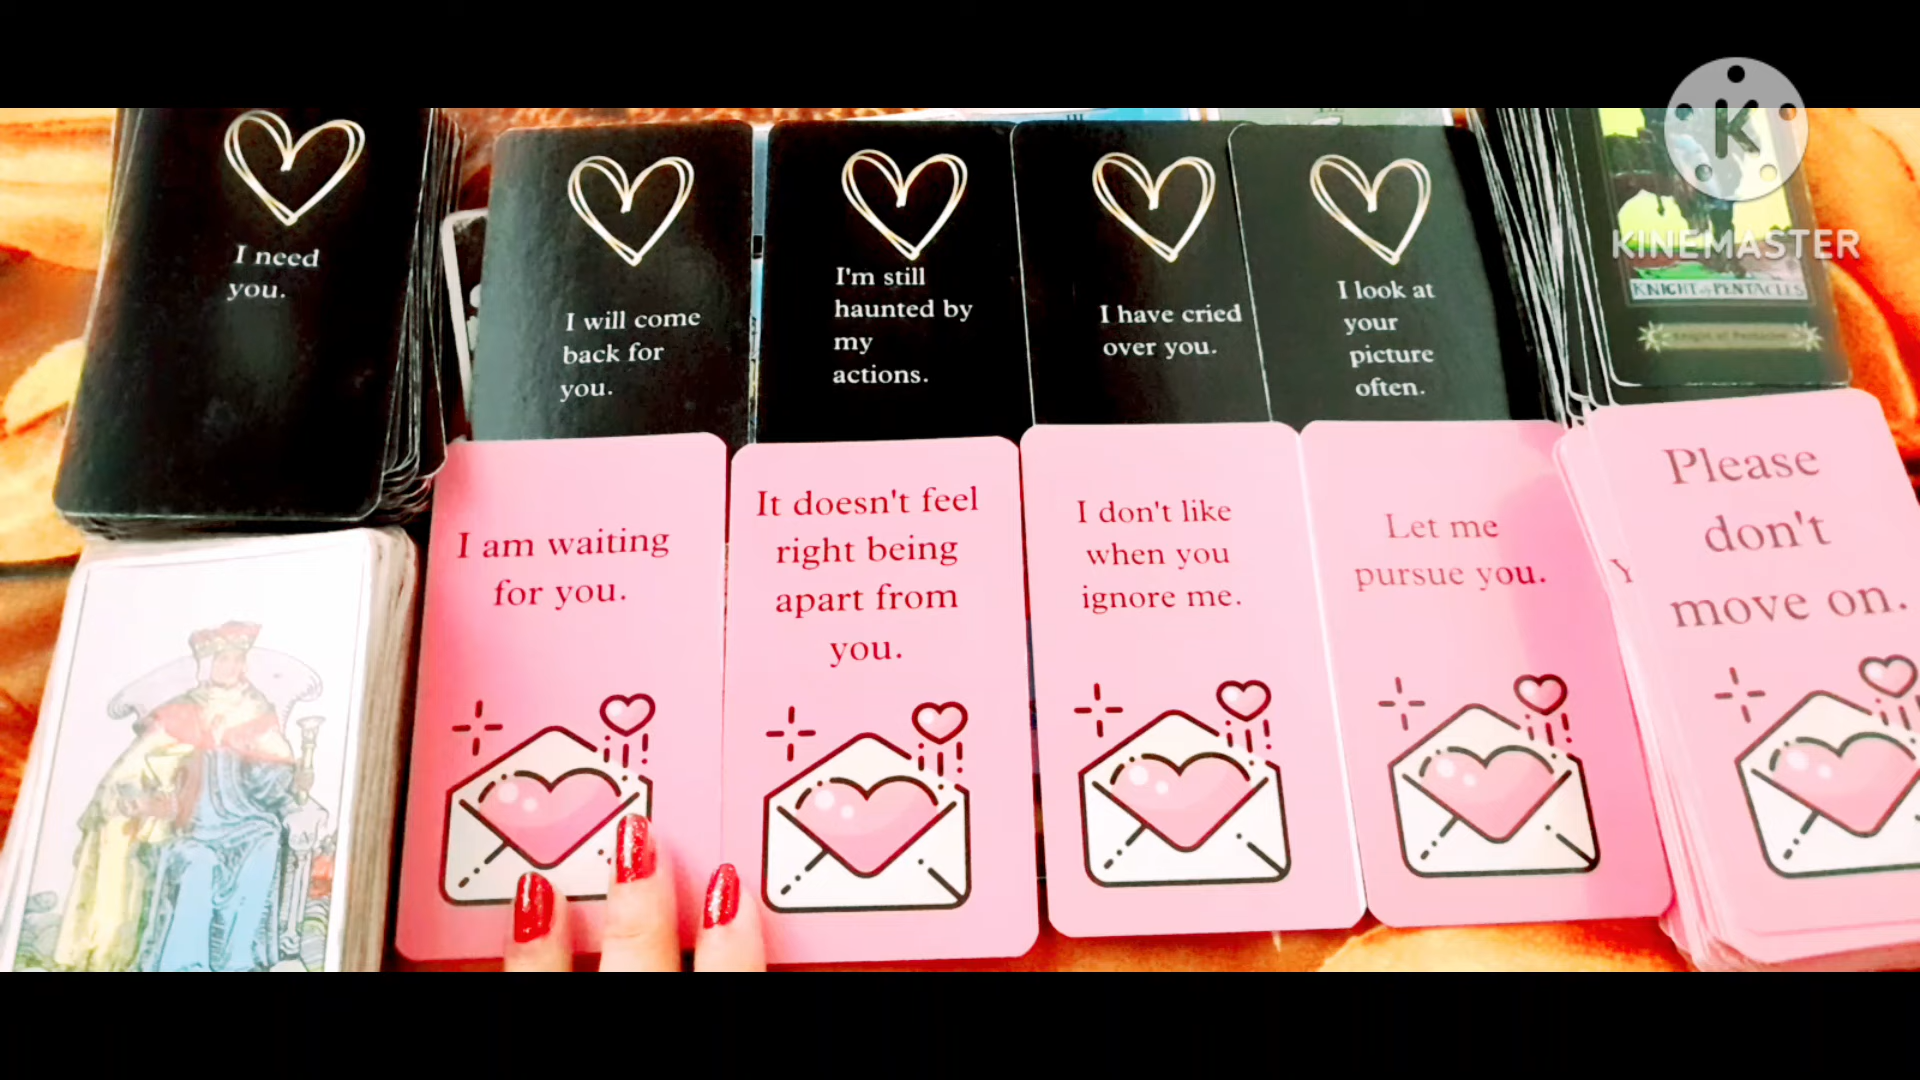 I need
you.
I will come
back for
you.
I'm still
haunted by
my
actions.
I have cried
over you.
I look at
your
picture
often.
KINEMASTER
KNIGHT of PENTACLES
I am waiting
for you.
It doesn't feel
right being
apart from
you.
I don't like
when you
ignore me.
Let me
pursue you.
Y
Please
don't
move on.